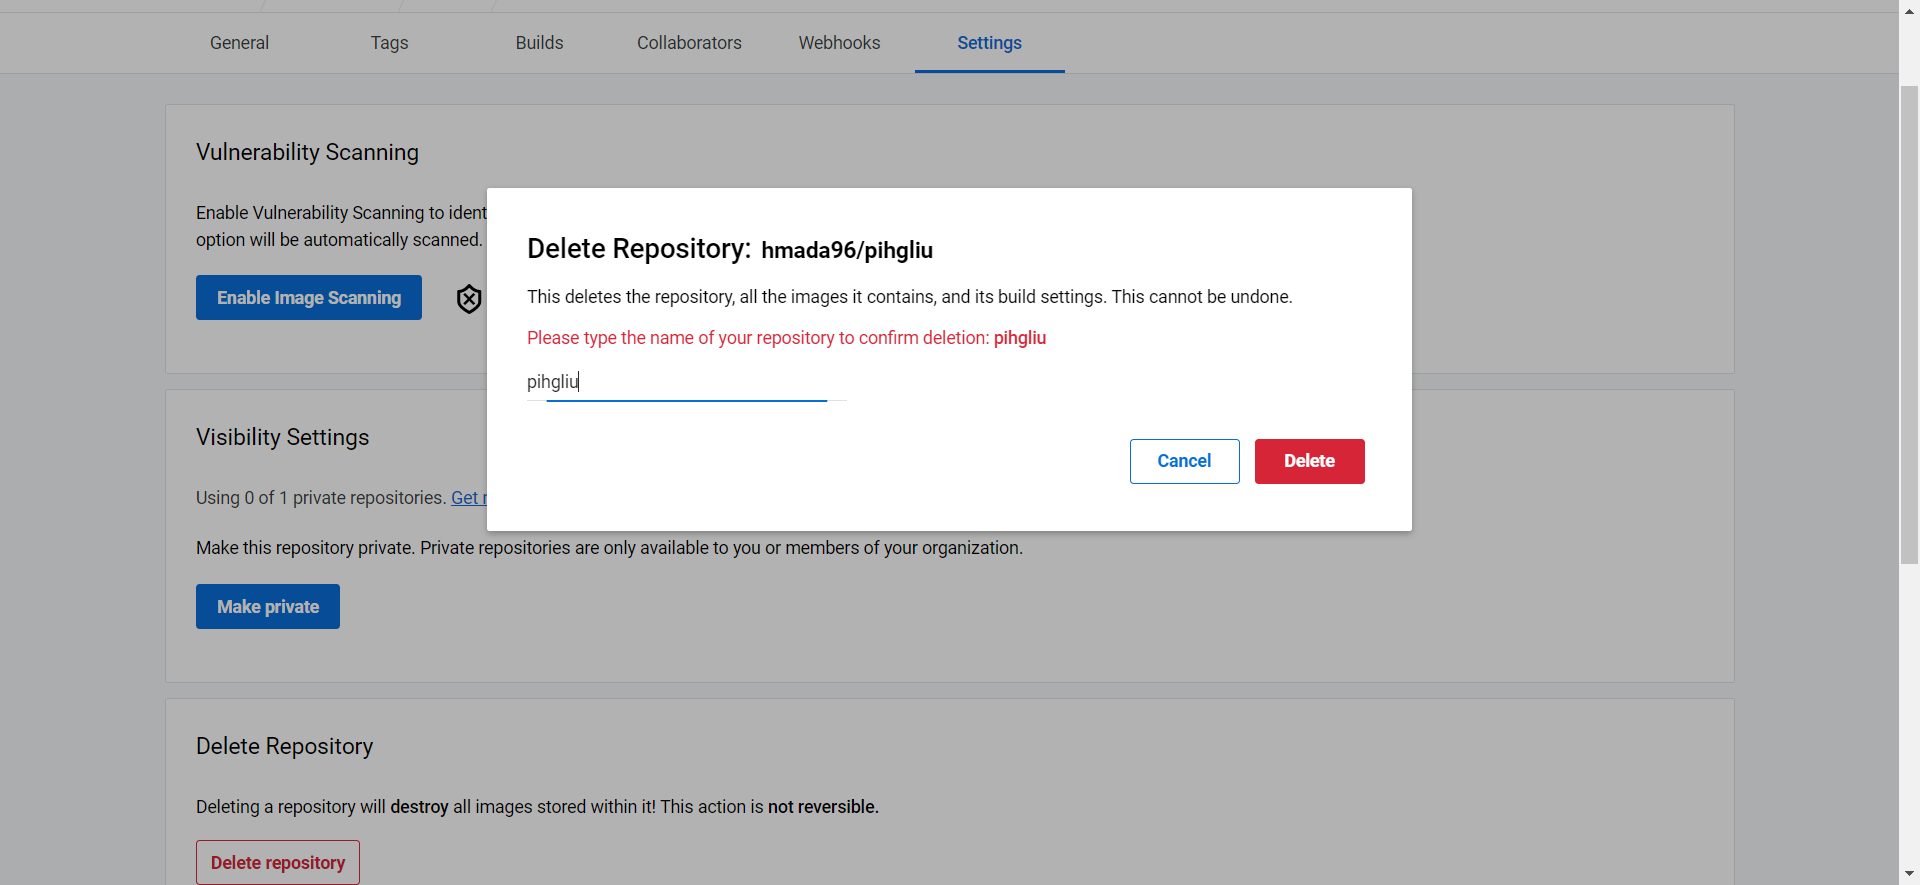 General Tags Builds Collaborators Webhooks Settings
Vulnerability Scanning
Enable Vulnerability Scanning to ident
option will be automatically scanned.
Enable Image Scanning
Delete Repository: hmada96/pihgliu
This deletes the repository, all the images it contains, and its build settings. This cannot be undone.
Please type the name of your repository to confirm deletion: pihgliu
pihgliu
Cancel Delete
Visibility Settings
Using 0 of 1 private repositories. Get
Make this repository private. Private repositories are only available to you or members of your organization.
Make private
Delete Repository
Deleting a repository will destroy all images stored within it! This action is not reversible.
Delete repository